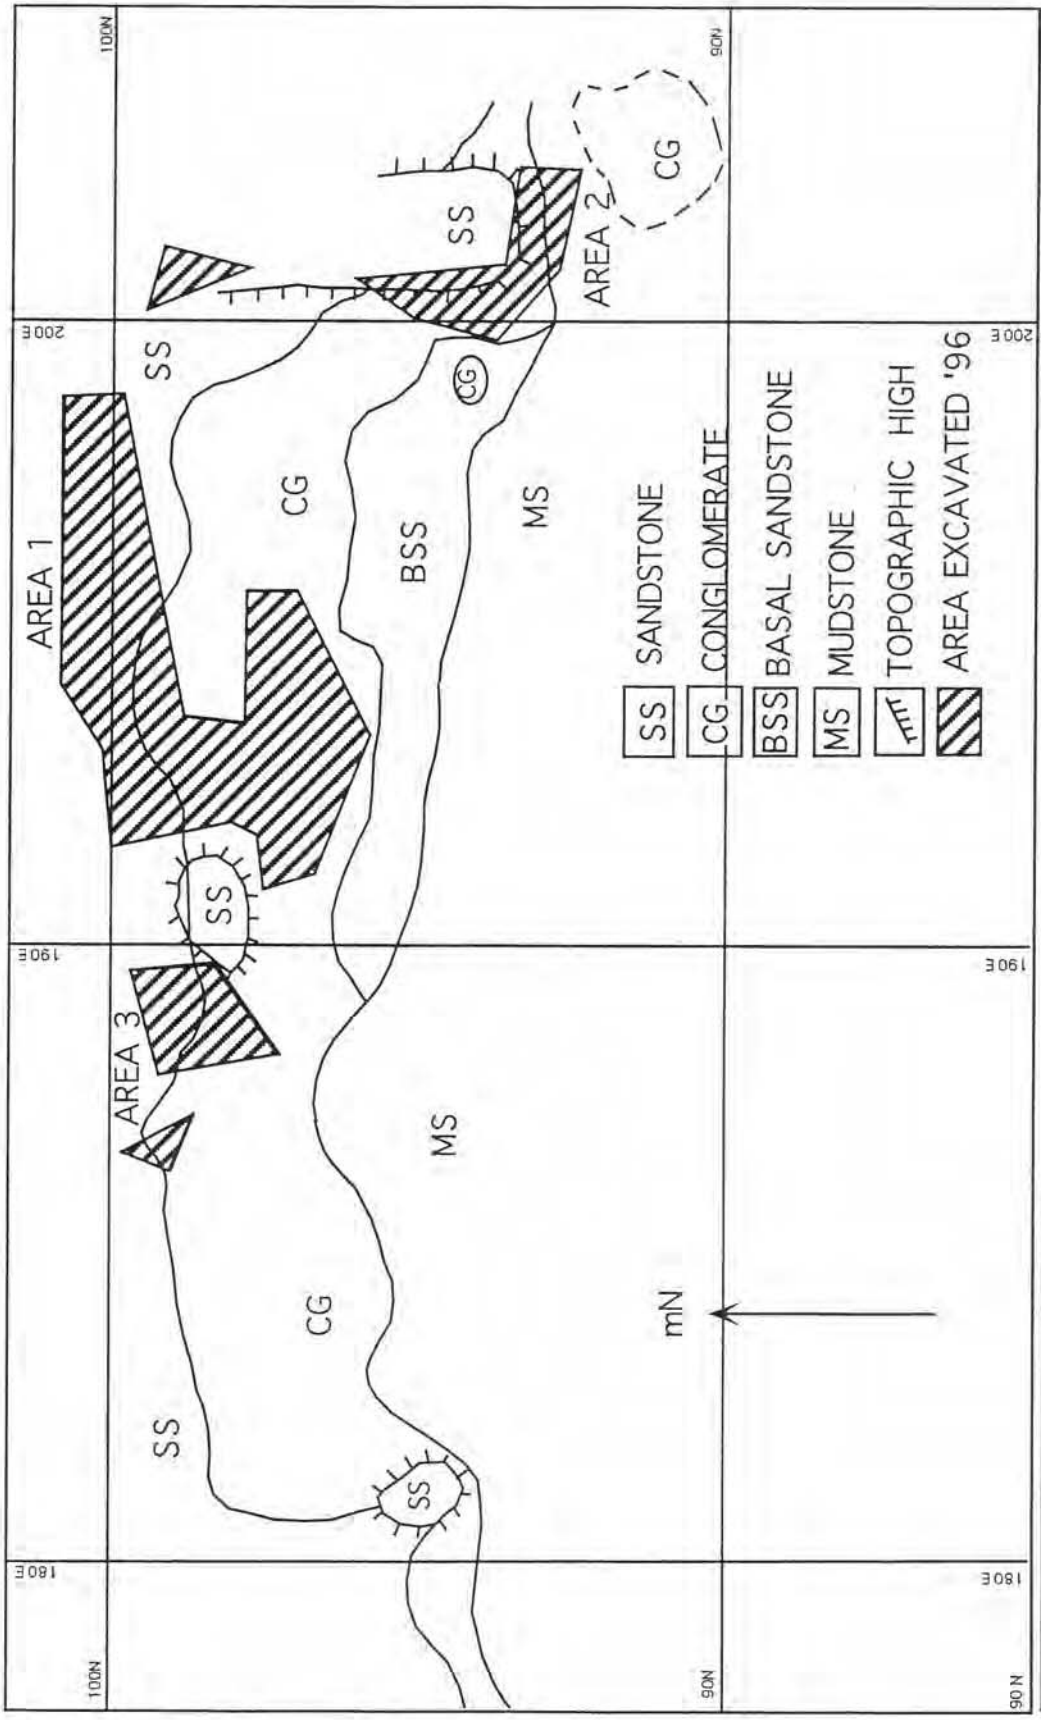 180E
190E
200E
100N
100N
AREA 1
AREA 3
SS
SS
SS
SS
CG
CG
SS
SS
CG
BSS
MS
MS
AREA 2
CG
mN
90N
90N
SS SANDSTONE
CG CONGLOMERATE
BSS BASAL SANDSTONE
MS MUDSTONE
TOPOGRAPHIC HIGH
AREA EXCAVATED '96
90 N
180E
190E
200E